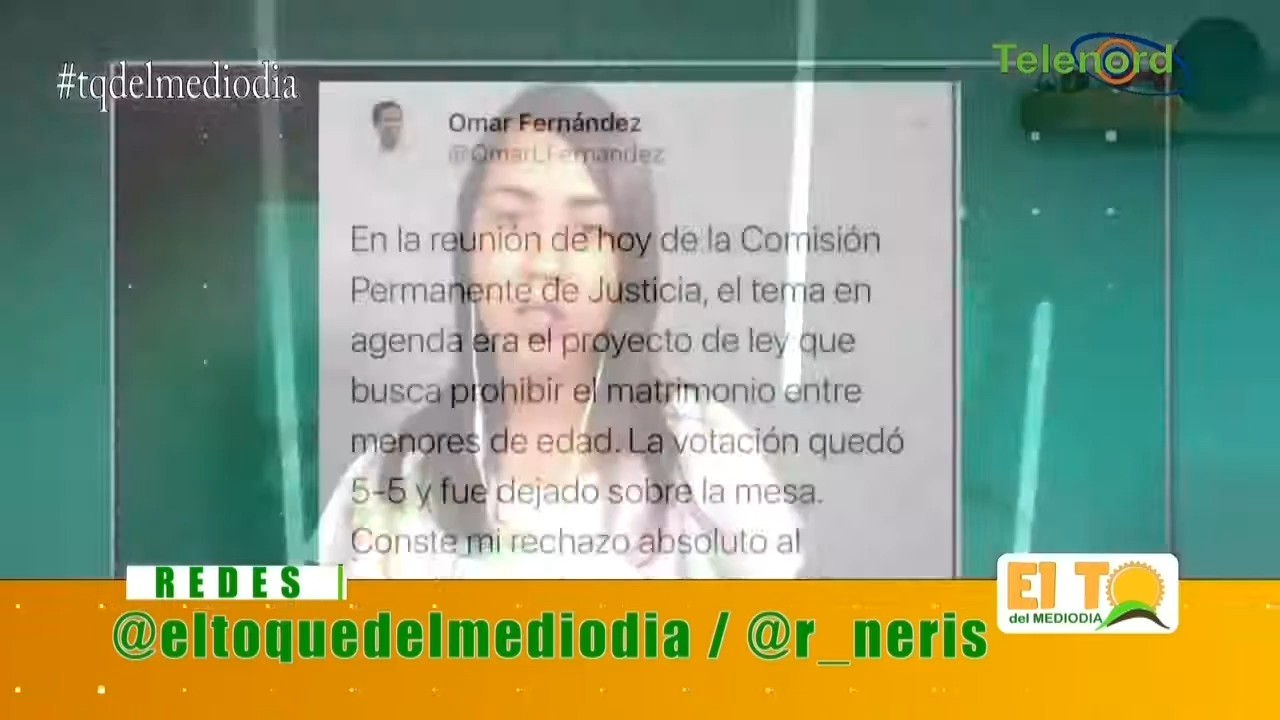 #tqdelmediodia
Telenord
Omar Fernández
@OmarLFernandez
En la reunión de hoy de la Comisión
Permanente de Justicia, el tema en
agenda era el proyecto de ley que
busca prohibir el matrimonio entre
menores de edad. La votación quedó
5-5 y fue dejado sobre la mesa.
Conste mi rechazo absoluto al
REDES
@eltoquedelmediodia / @r_neris
El T
del MEDIODIA